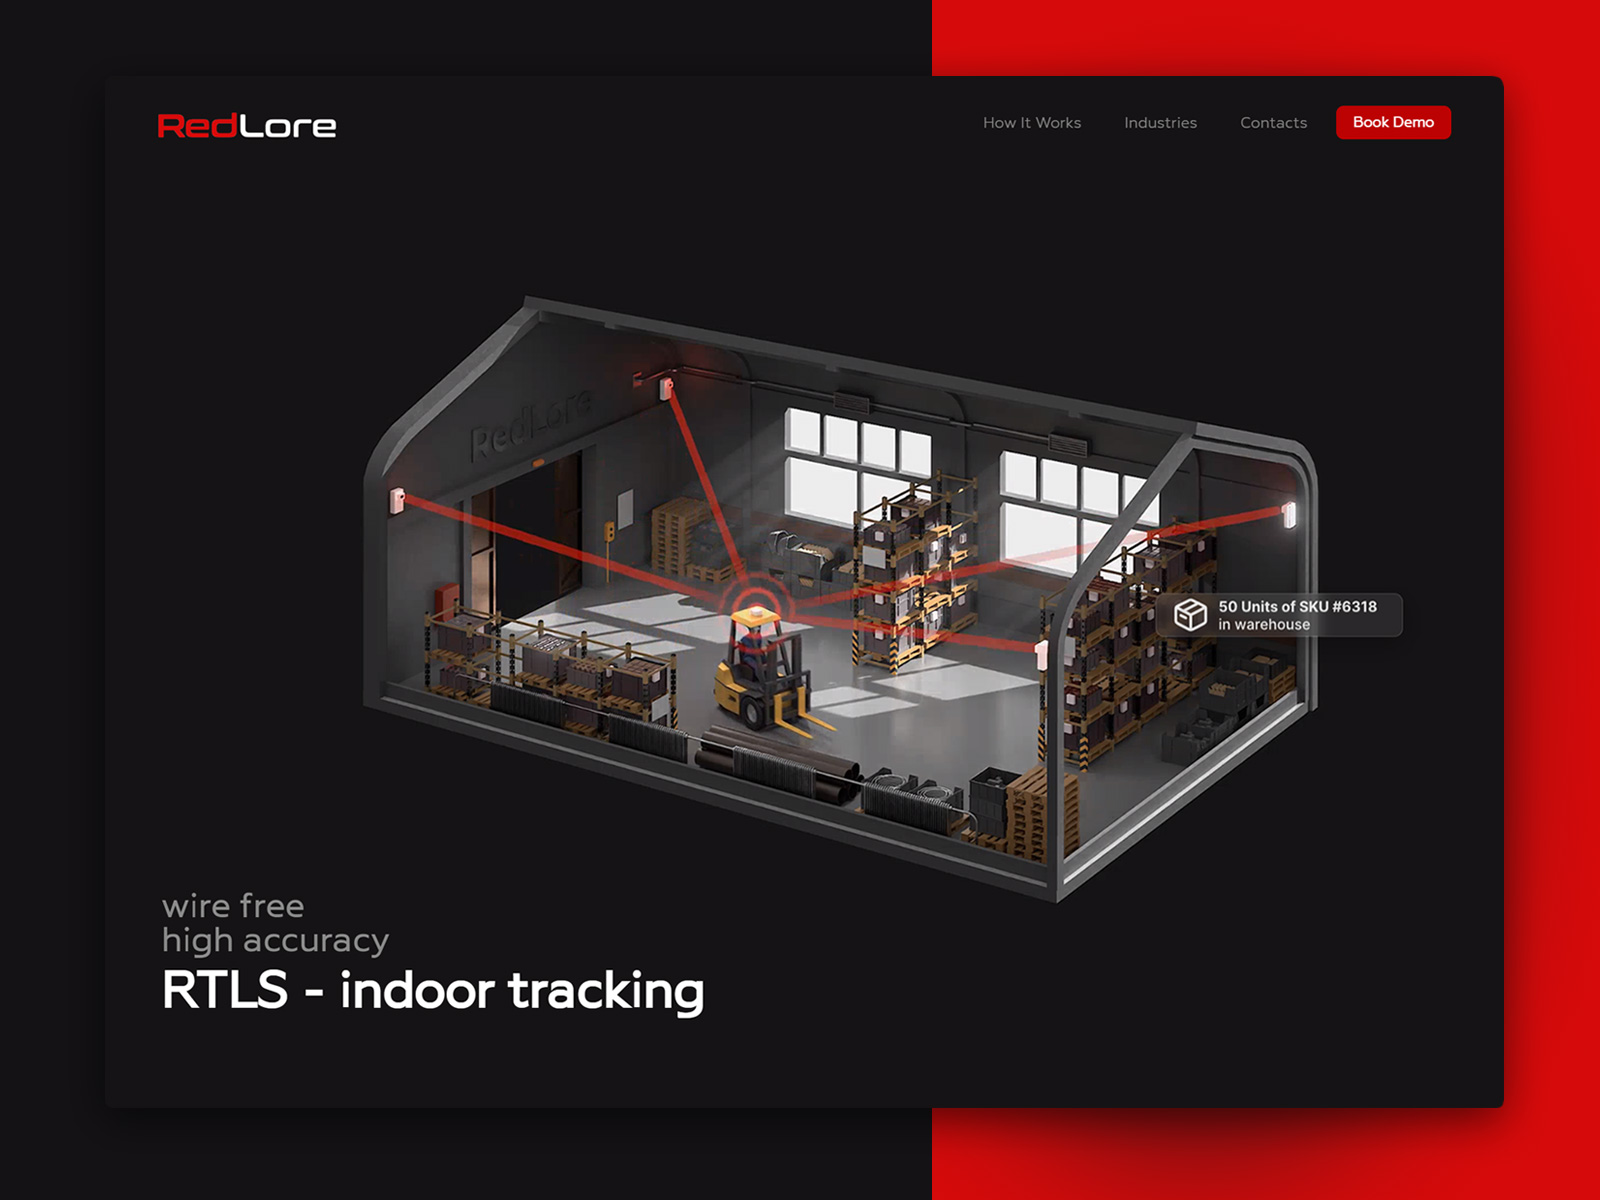 RedLore
How It Works
Industries
Contacts
Book Demo
RedLore
50 Units of SKU #6318
in warehouse
wire free
high accuracy
RTLS - indoor tracking